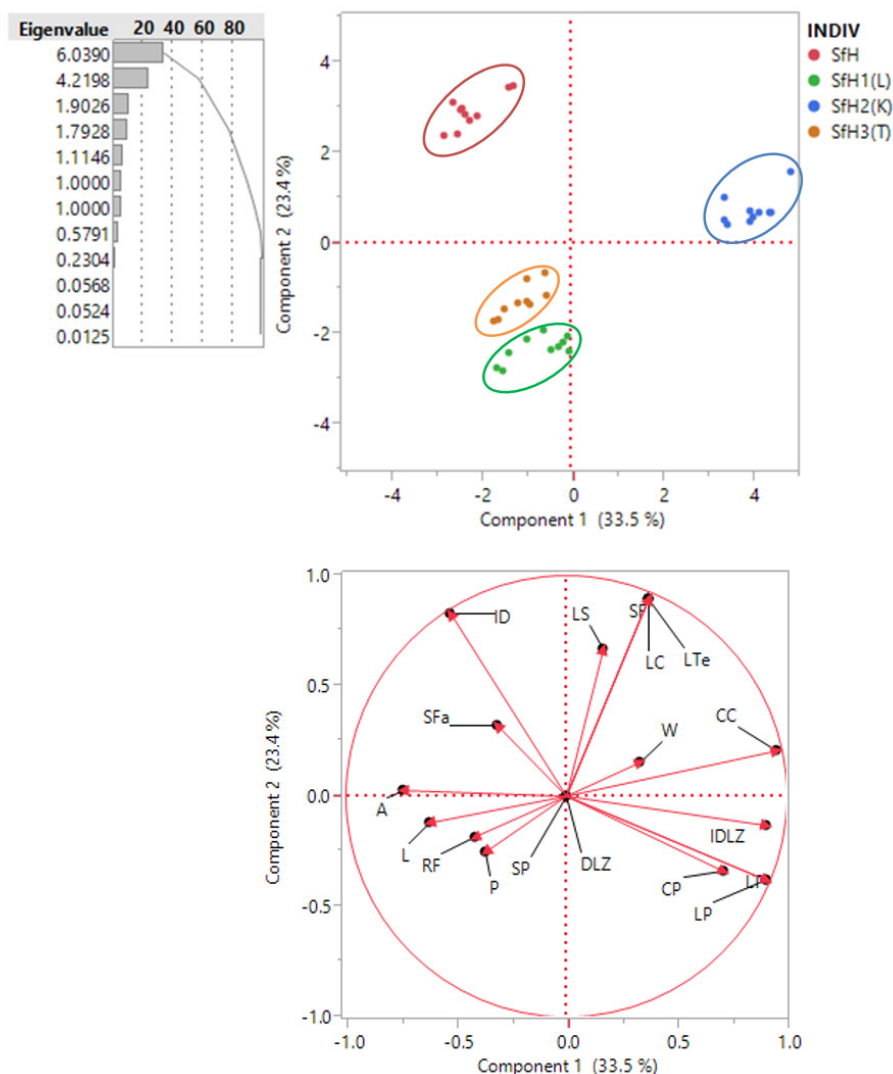 Eigenvalue 20 40 60 80
6.0390
4.2198
1.9026
1.7928
1.1146
1.0000
1.0000
0.5791
0.2304
0.0568
0.0524
0.0125
Component 2 (23.4 %)
4
2
0
-2
-4
-4 -2 0 2 4
Component 1 (33.5 %)
INDIV
SfH
SfH1(L)
SfH2(K)
SfH3(T)
Component 2 (23.4 %)
1.0
0.5
0.0
-0.5
-1.0
ID
LS
SF
LC
LTe
SFa
W
CC
A
L
RF
P
SP
DLZ
IDLZ
CP
LP
-1.0 -0.5 0.0 0.5 1.0
Component 1 (33.5 %)